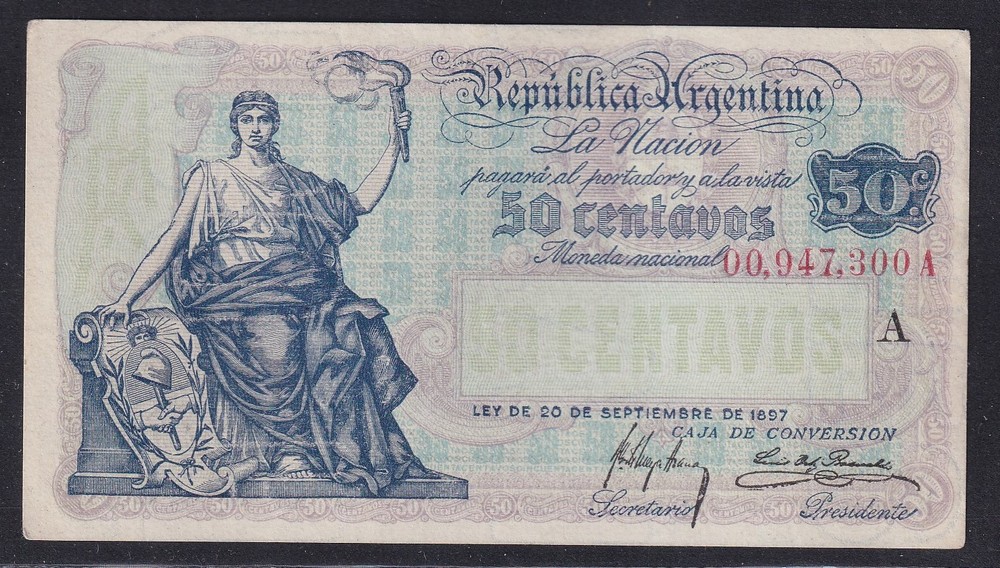 República Argentina
La Nacion
pagará al portador y a la vista
50 centavos
Moneda nacional
50 c.
00,947,300 A
50 CENTAVOS
A
LEY DE 20 DE SEPTIEMBRE DE 1897
CAJA DE CONVERSION
Secretario
Presidente